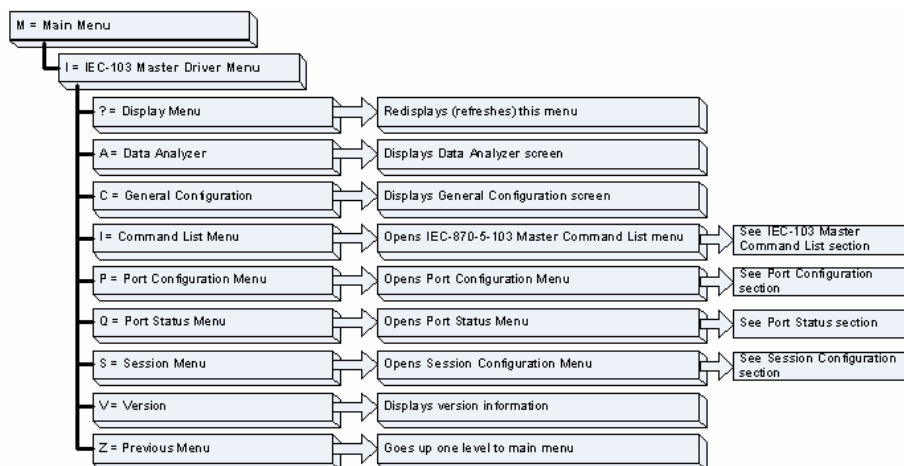 M = Main Menu
I = IEC-103 Master Driver Menu
? = Display Menu
Redisplays (refreshes) this menu
A = Data Analyzer
Displays Data Analyzer screen
C = General Configuration
Displays General Configuration screen
I = Command List Menu
Opens IEC-870-5-103 Master Command List menu
See IEC-103 Master
Command List section
P = Port Configuration Menu
Opens Port Configuration Menu
See Port Configuration
section
Q = Port Status Menu
Opens Port Status Menu
See Port Status section
S = Session Menu
Opens Session Configuration Menu
See Session Configuration
section
V = Version
Displays version information
Z = Previous Menu
Goes up one level to main menu